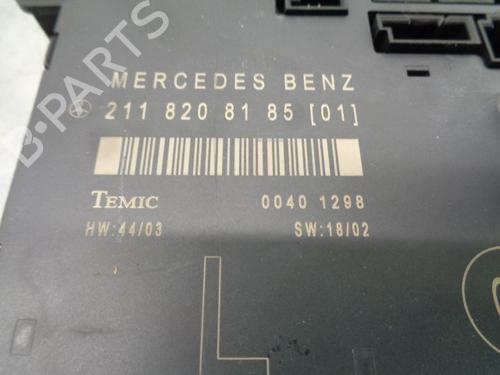 MERCEDES BENZ
211 820 81 85 [01]
TEMIC 0040 1298
HW:44/03 SW:18/02
L
B-PARTS